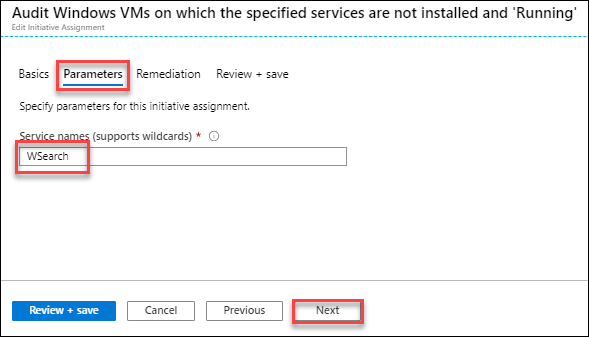 Audit Windows VMs on which the specified services are not installed and 'Running'
Edit Initiative Assignment
Basics Parameters Remediation Review + save
Specify parameters for this initiative assignment.
Service names (supports wildcards) *
WSearch
Review + save Cancel Previous Next